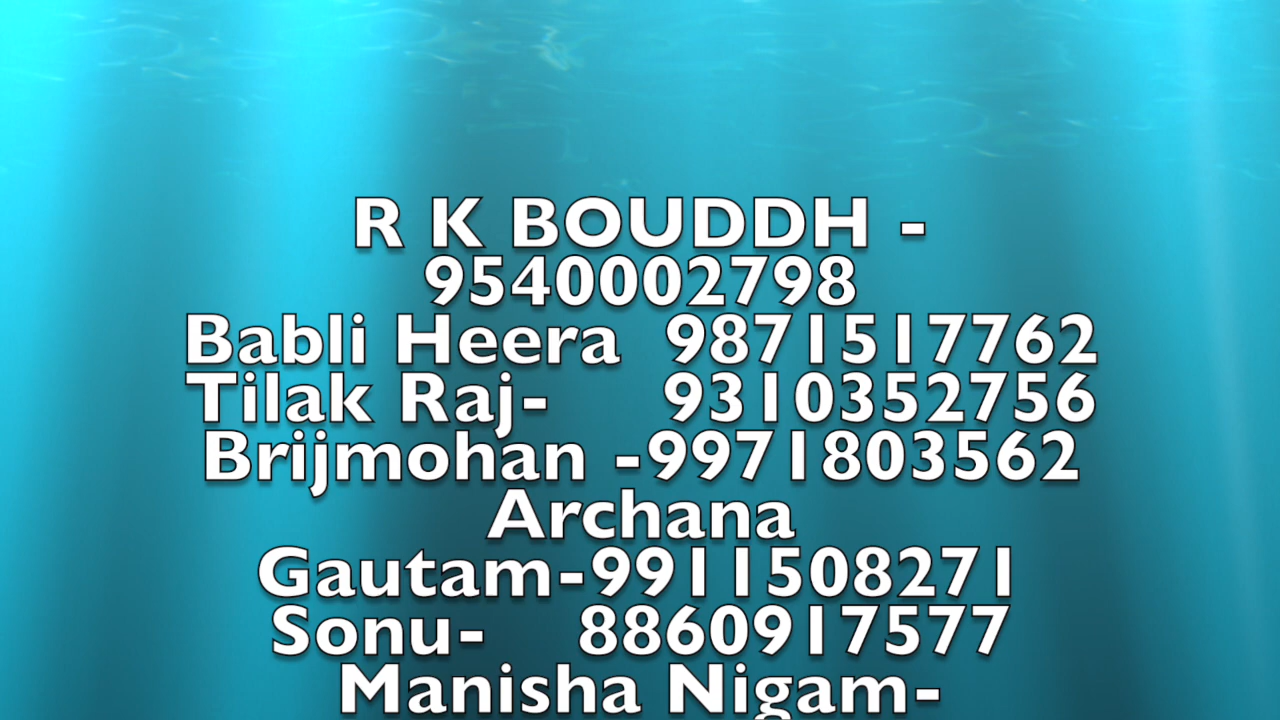 R K BOUDDH -
9540002798
Babli Heera 9871517762
Tilak Raj- 9310352756
Brijmohan -9971803562
Archana
Gautam-9911508271
Sonu- 8860917577
Manisha Nigam-